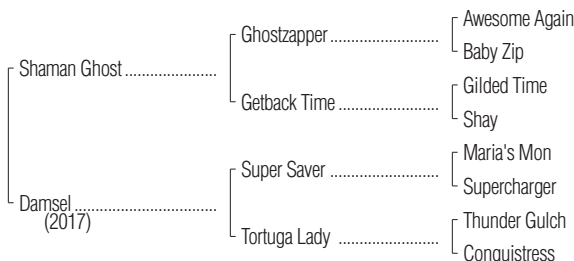 Awesome Again
Ghostzapper
Baby Zip
Shaman Ghost
Gilded Time
Getback Time
Shay
Maria's Mon
Super Saver
Supercharger
Damsel
(2017)
Thunder Gulch
Tortuga Lady
Conquistress